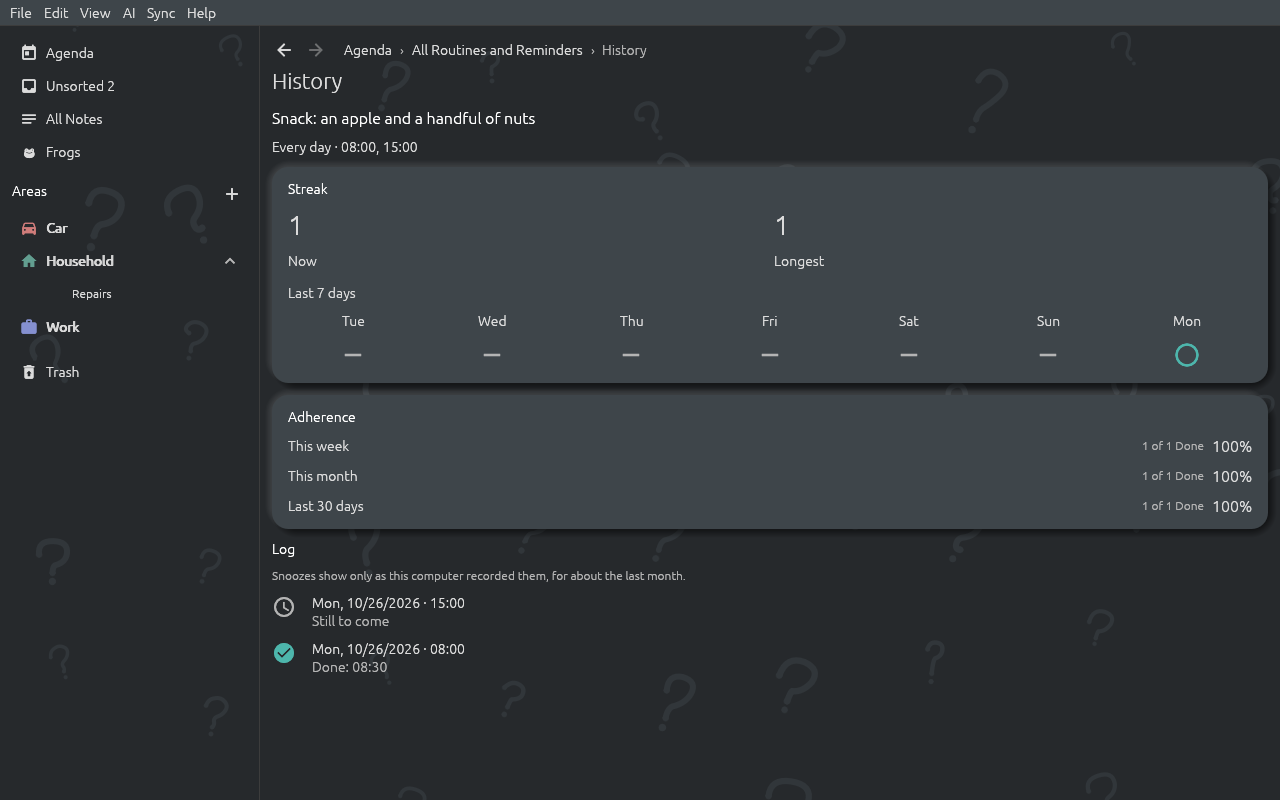 File Edit View AI Sync Help
Agenda
Unsorted 2
All Notes
Frogs
Areas
Car
Household
Repairs
Work
Trash
Agenda › All Routines and Reminders › History
History
Snack: an apple and a handful of nuts
Every day · 08:00, 15:00
Streak
1 1
Now Longest
Last 7 days
Tue Wed Thu Fri Sat Sun Mon
Adherence
This week 1 of 1 Done 100%
This month 1 of 1 Done 100%
Last 30 days 1 of 1 Done 100%
Log
Snoozes show only as this computer recorded them, for about the last month.
Mon, 10/26/2026 · 15:00
Still to come
Mon, 10/26/2026 · 08:00
Done: 08:30